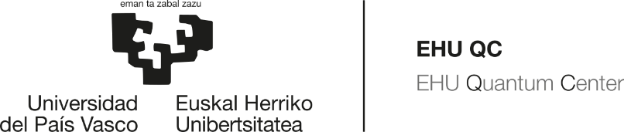 eman ta zabal zazu
Universidad
del País Vasco
Euskal Herriko
Unibertsitatea
EHU QC
EHU Quantum Center